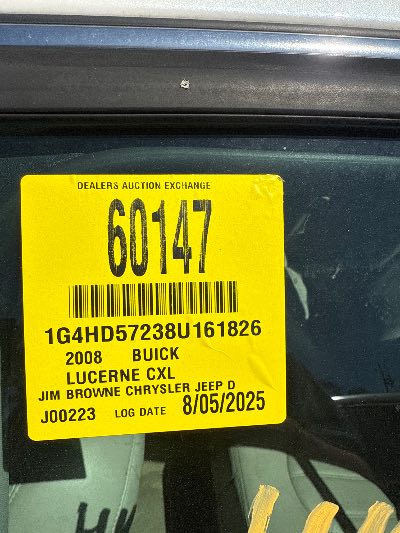 DEALERS AUCTION EXCHANGE
60147
1G4HD57238U161826
2008 BUICK
LUCERNE CXL
JIM BROWNE CHRYSLER JEEP D
J00223 LOG DATE 8/05/2025